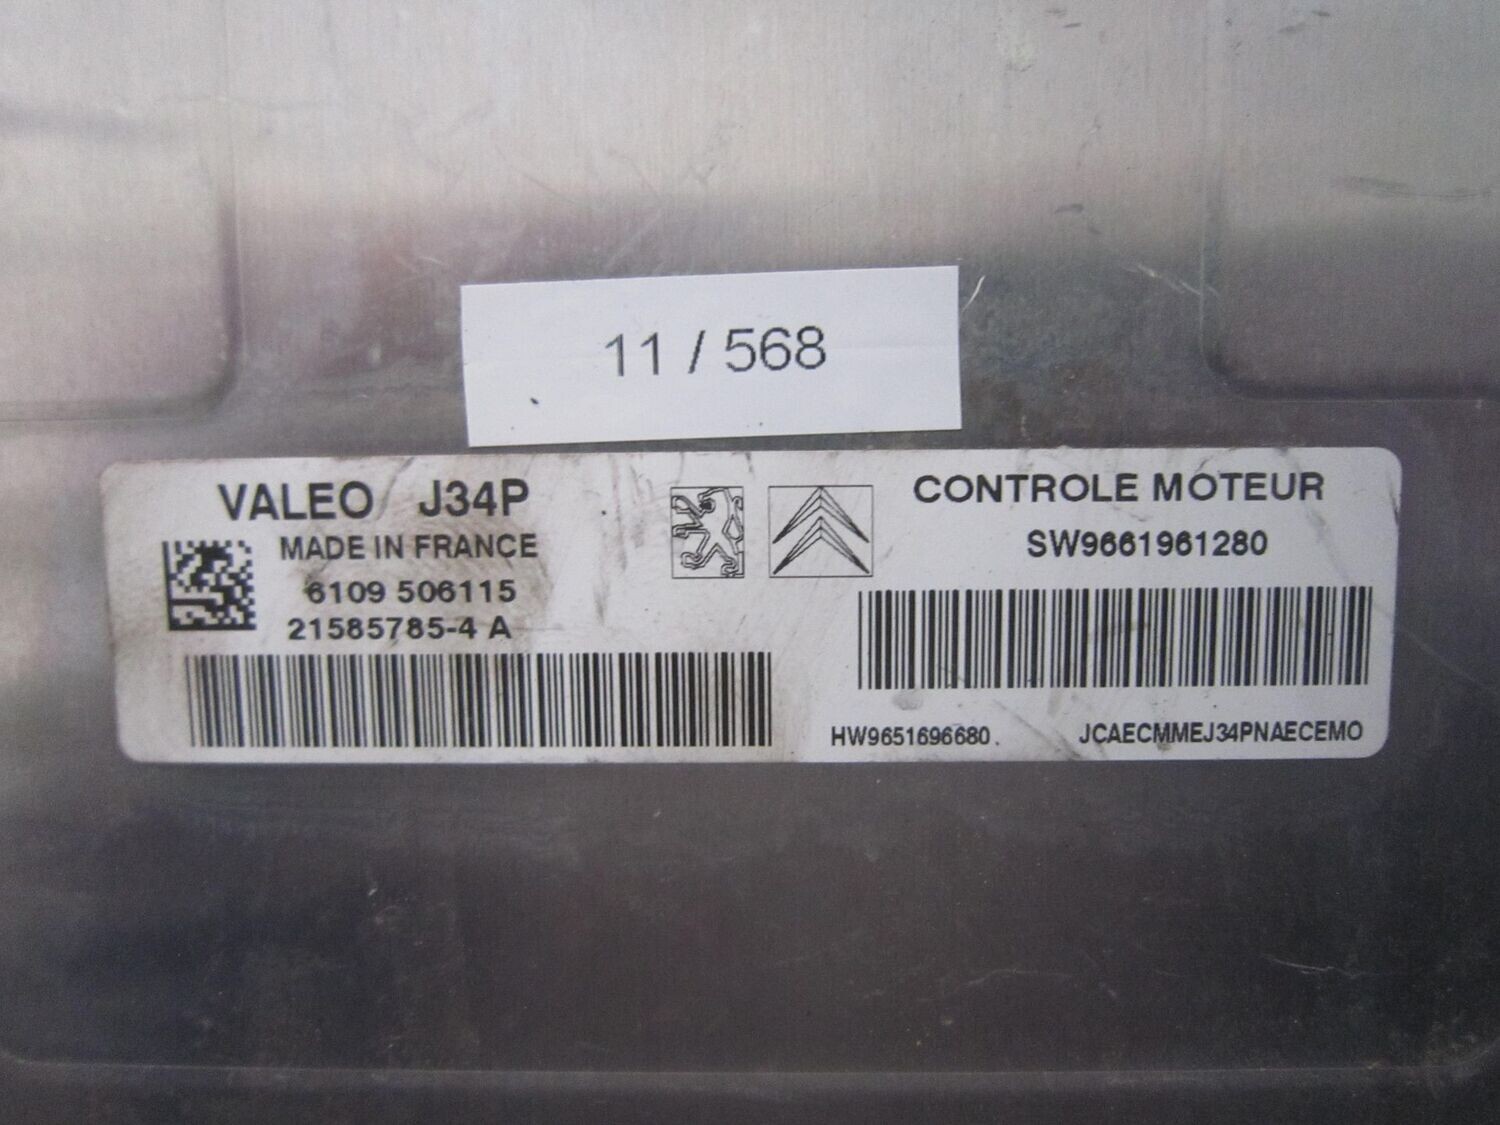 11 / 568
VALEO J34P
MADE IN FRANCE
6109 506115
21585785-4 A
CONTROLE MOTEUR
SW9661961280
HW9651696680.
JCAECMMEJ34PNAECEMO